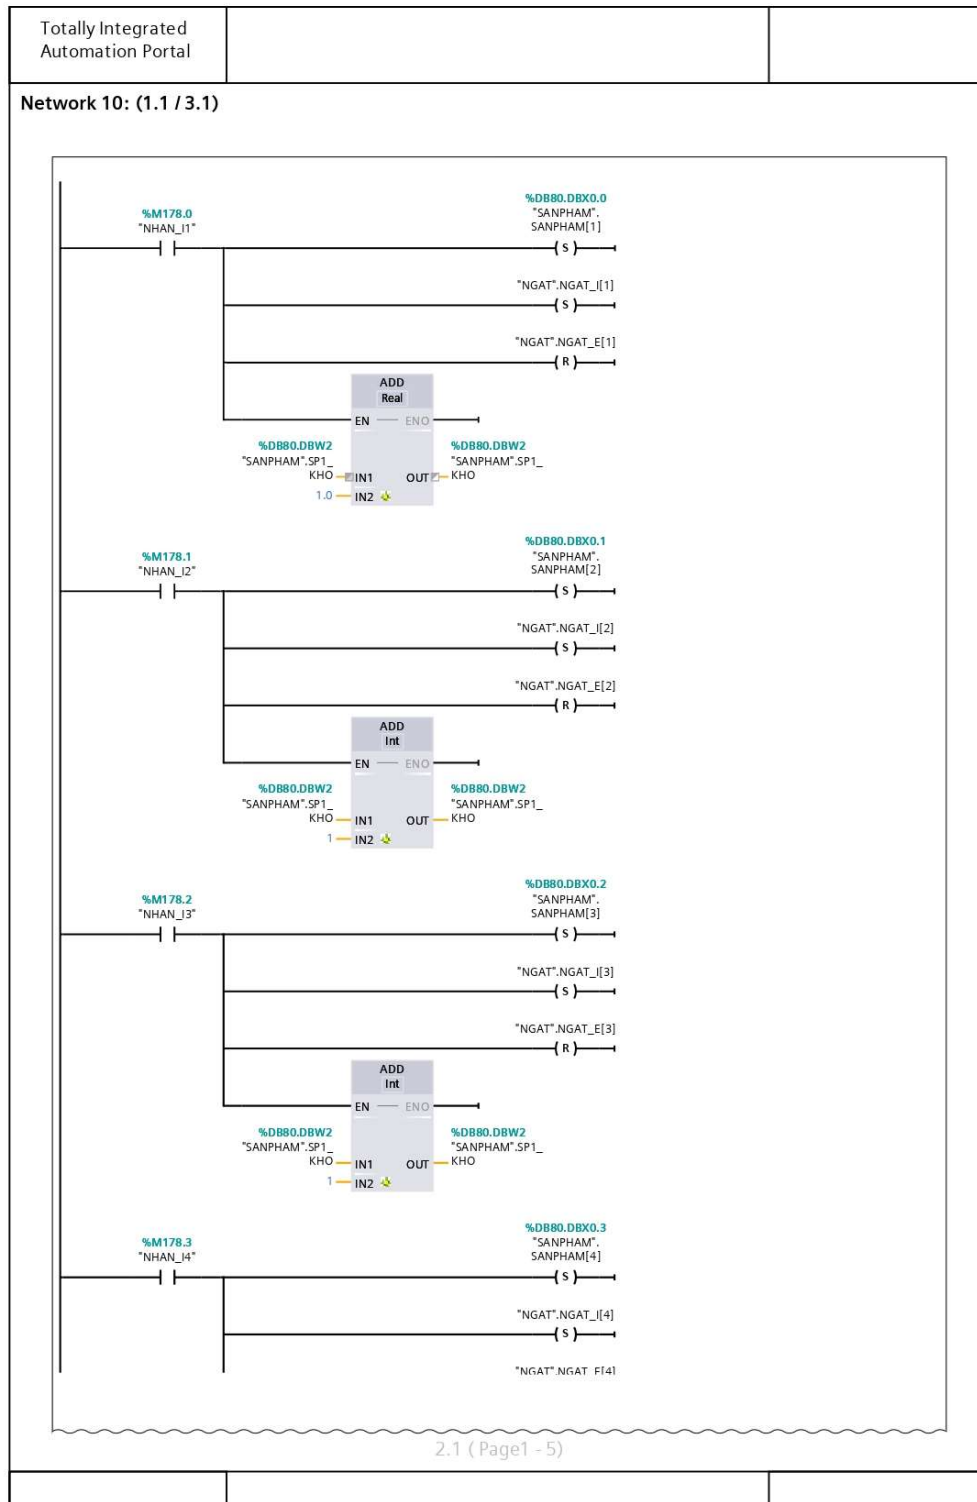 Totally Integrated
Automation Portal
Network 10: (1.1 / 3.1)
%M178.0
"NHAN_I1"
%DB80.DBX0.0
"SANPHAM".
SANPHAM[1]
( S )
"NGAT".NGAT_I[1]
( S )
"NGAT".NGAT_E[1]
( R )
ADD
Real
EN ENO
%DB80.DBW2
"SANPHAM".SP1_
KHO
IN1
1.0
IN2
OUT
%DB80.DBW2
"SANPHAM".SP1_
KHO
%M178.1
"NHAN_I2"
%DB80.DBX0.1
"SANPHAM".
SANPHAM[2]
( S )
"NGAT".NGAT_I[2]
( S )
"NGAT".NGAT_E[2]
( R )
ADD
Int
EN ENO
%DB80.DBW2
"SANPHAM".SP1_
KHO
IN1
1
IN2
OUT
%DB80.DBW2
"SANPHAM".SP1_
KHO
%M178.2
"NHAN_I3"
%DB80.DBX0.2
"SANPHAM".
SANPHAM[3]
( S )
"NGAT".NGAT_I[3]
( S )
"NGAT".NGAT_E[3]
( R )
ADD
Int
EN ENO
%DB80.DBW2
"SANPHAM".SP1_
KHO
IN1
1
IN2
OUT
%DB80.DBW2
"SANPHAM".SP1_
KHO
%M178.3
"NHAN_I4"
%DB80.DBX0.3
"SANPHAM".
SANPHAM[4]
( S )
"NGAT".NGAT_I[4]
( S )
"NGAT".NGAT_E[4]
2.1 ( Page1 - 5)